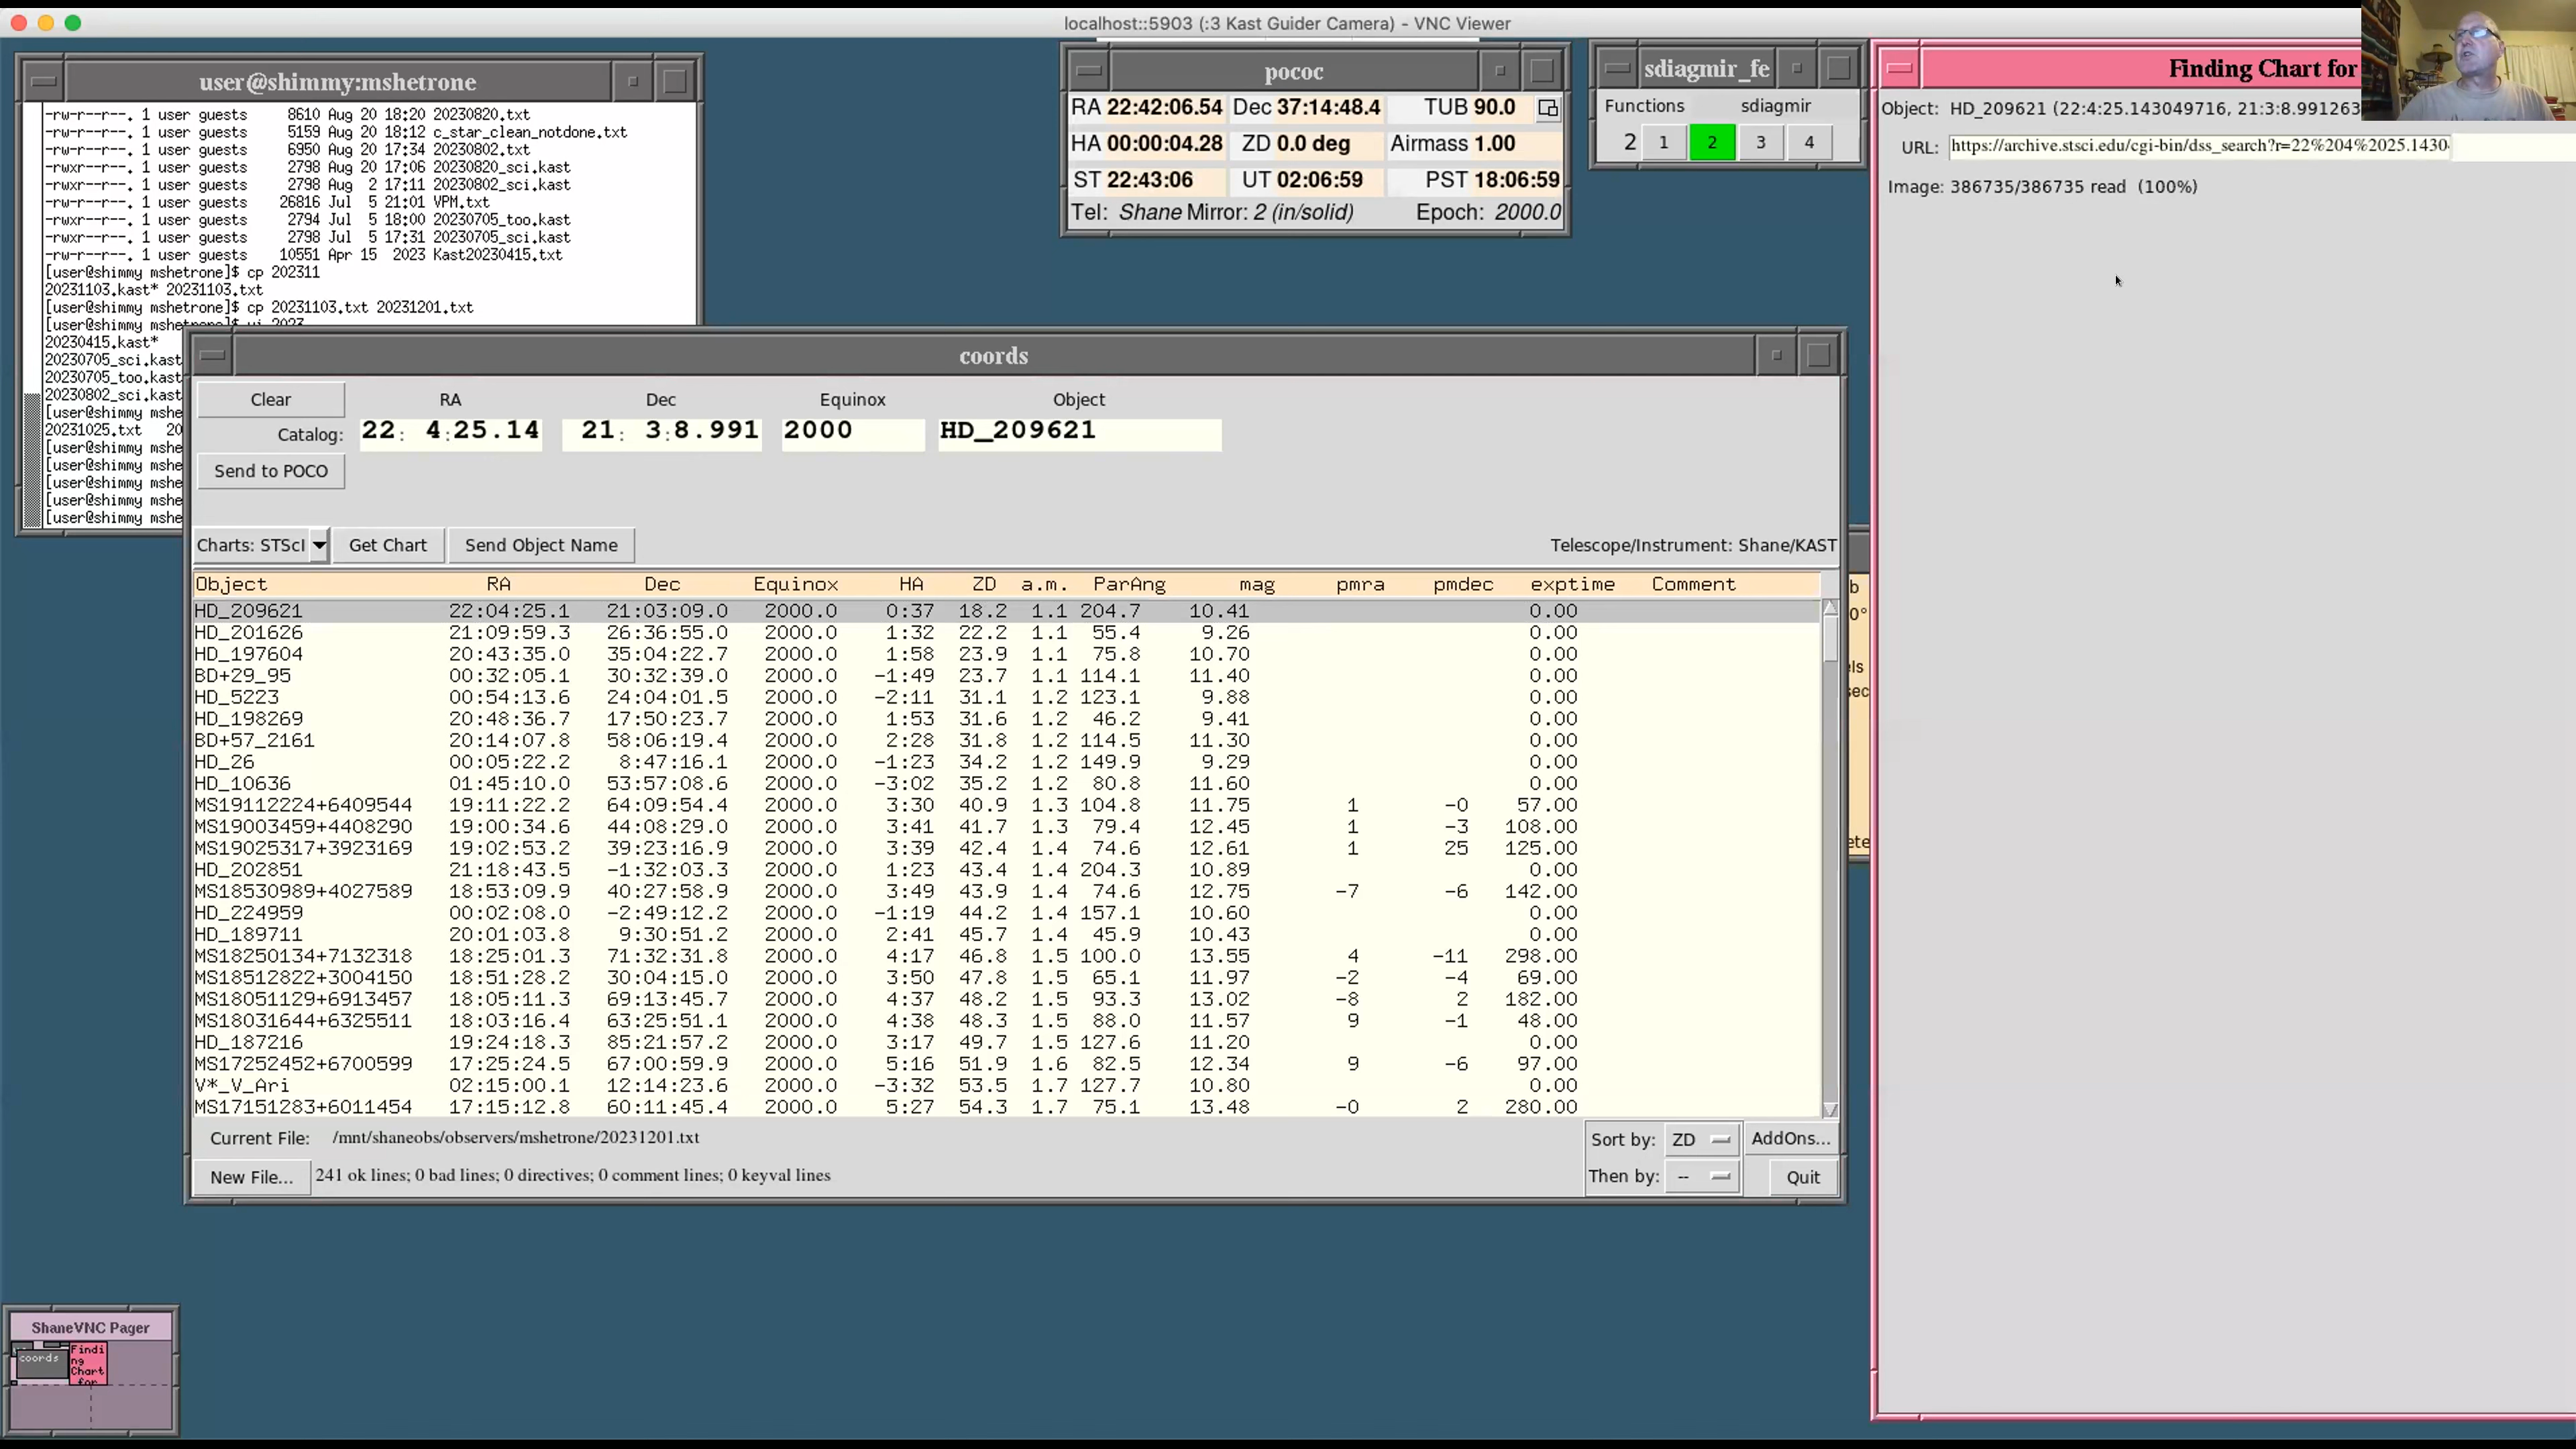 localhost::5903 (:3 Kast Guider Camera) - VNC Viewer
user@shimmy:mshetrone
-rw-r--r--. 1 user guests 8610 Aug 20 18:20 20230820.txt
-rw-r--r--. 1 user guests 5159 Aug 20 18:12 c_star_clean_notdone.txt
-rw-r--r--. 1 user guests 6950 Aug 20 17:34 20230802.txt
-rwxr--r--. 1 user guests 2798 Aug 20 17:06 20230820_sci.kast
-rwxr--r--. 1 user guests 2798 Aug 2 17:11 20230802_sci.kast
-rw-r--r--. 1 user guests 26816 Jul 5 21:01 VPM.txt
-rwxr--r--. 1 user guests 2794 Jul 5 18:00 20230705_too.kast
-rwxr--r--. 1 user guests 2798 Jul 5 17:31 20230705_sci.kast
-rw-r--r--. 1 user guests 10551 Apr 15 2023 Kast20230415.txt
[user@shimmy mshetrone]$ cp 202311
20231103.kast* 20231103.txt
[user@shimmy mshetrone]$ cp 20231103.txt 20231201.txt
[user@shimmy mshetrone]$ vi 2023
20230415.kast*
20230705_sci.kast
20230705_too.kast
20230802_sci.kast
[user@shimmy mshe
20231025.txt 20
[user@shimmy mshe
[user@shimmy mshe
[user@shimmy mshe
[user@shimmy mshe
[user@shimmy mshe
pococ
RA 22:42:06.54 Dec 37:14:48.4 TUB 90.0
HA 00:00:04.28 ZD 0.0 deg Airmass 1.00
ST 22:43:06 UT 02:06:59 PST 18:06:59
Tel: Shane Mirror: 2 (in/solid) Epoch: 2000.0
sdiagmir_fe
Functions sdiagmir
2 1 2 3 4
Finding Chart for
Object: HD_209621 (22:4:25.143049716, 21:3:8.991263
URL: https://archive.stsci.edu/cgi-bin/dss_search?r=22%204%2025.1430
Image: 386735/386735 read (100%)
coords
Clear RA Dec Equinox Object
Catalog: 22: 4:25.14 21: 3:8.991 2000 HD_209621
Send to POCO
Charts: STScI Get Chart Send Object Name Telescope/Instrument: Shane/KAST
Object RA Dec Equinox HA ZD a.m. ParAng mag pmra pmdec exptime Comment
HD_209621 22:04:25.1 21:03:09.0 2000.0 0:37 18.2 1.1 204.7 10.41 0.00
HD_201626 21:09:59.3 26:36:55.0 2000.0 1:32 22.2 1.1 55.4 9.26 0.00
HD_197604 20:43:35.0 35:04:22.7 2000.0 1:58 23.9 1.1 75.8 10.70 0.00
BD+29_95 00:32:05.1 30:32:39.0 2000.0 -1:49 23.7 1.1 114.1 11.40 0.00
HD_5223 00:54:13.6 24:04:01.5 2000.0 -2:11 31.1 1.2 123.1 9.88 0.00
HD_198269 20:48:36.7 17:50:23.7 2000.0 1:53 31.6 1.2 46.2 9.41 0.00
BD+57_2161 20:14:07.8 58:06:19.4 2000.0 2:28 31.8 1.2 114.5 11.30 0.00
HD_26 00:05:22.2 8:47:16.1 2000.0 -1:23 34.2 1.2 149.9 9.29 0.00
HD_10636 01:45:10.0 53:57:08.6 2000.0 -3:02 35.2 1.2 80.8 11.60 0.00
MS19112224+6409544 19:11:22.2 64:09:54.4 2000.0 3:30 40.9 1.3 104.8 11.75 1 -0 57.00
MS19003459+4408290 19:00:34.6 44:08:29.0 2000.0 3:41 41.7 1.3 79.4 12.45 1 -3 108.00
MS19025317+3923169 19:02:53.2 39:23:16.9 2000.0 3:39 42.4 1.4 74.6 12.61 1 25 125.00
HD_202851 21:18:43.5 -1:32:03.3 2000.0 1:23 43.4 1.4 204.3 10.89 0.00
MS18530989+4027589 18:53:09.9 40:27:58.9 2000.0 3:49 43.9 1.4 74.6 12.75 -7 -6 142.00
HD_224959 00:02:08.0 -2:49:12.2 2000.0 -1:19 44.2 1.4 157.1 10.60 0.00
HD_189711 20:01:03.8 9:30:51.2 2000.0 2:41 45.7 1.4 45.9 10.43 0.00
MS18250134+7132318 18:25:01.3 71:32:31.8 2000.0 4:17 46.8 1.5 100.0 13.55 4 -11 298.00
MS18512822+3004150 18:51:28.2 30:04:15.0 2000.0 3:50 47.8 1.5 65.1 11.97 -2 -4 69.00
MS18051129+6913457 18:05:11.3 69:13:45.7 2000.0 4:37 48.2 1.5 93.3 13.02 -8 2 182.00
MS18031644+6325511 18:03:16.4 63:25:51.1 2000.0 4:38 48.3 1.5 88.0 11.57 9 -1 48.00
HD_187216 19:24:18.3 85:21:57.2 2000.0 3:17 49.7 1.5 127.6 11.20 0.00
MS17252452+6700599 17:25:24.5 67:00:59.9 2000.0 5:16 51.9 1.6 82.5 12.34 9 -6 97.00
V*_V_Ari 02:15:00.1 12:14:23.6 2000.0 -3:32 53.5 1.7 127.7 10.80 0.00
MS17151283+6011454 17:15:12.8 60:11:45.4 2000.0 5:27 54.3 1.7 75.1 13.48 -0 2 280.00
Current File: /mnt/shaneobs/observers/mshetrone/20231201.txt Sort by: ZD AddOns...
New File... 241 ok lines; 0 bad lines; 0 directives; 0 comment lines; 0 keyval lines Then by: -- Quit
b
0°
els
sec
ete
ShaneVNC Pager
coords
Findi
ng
Chart
for